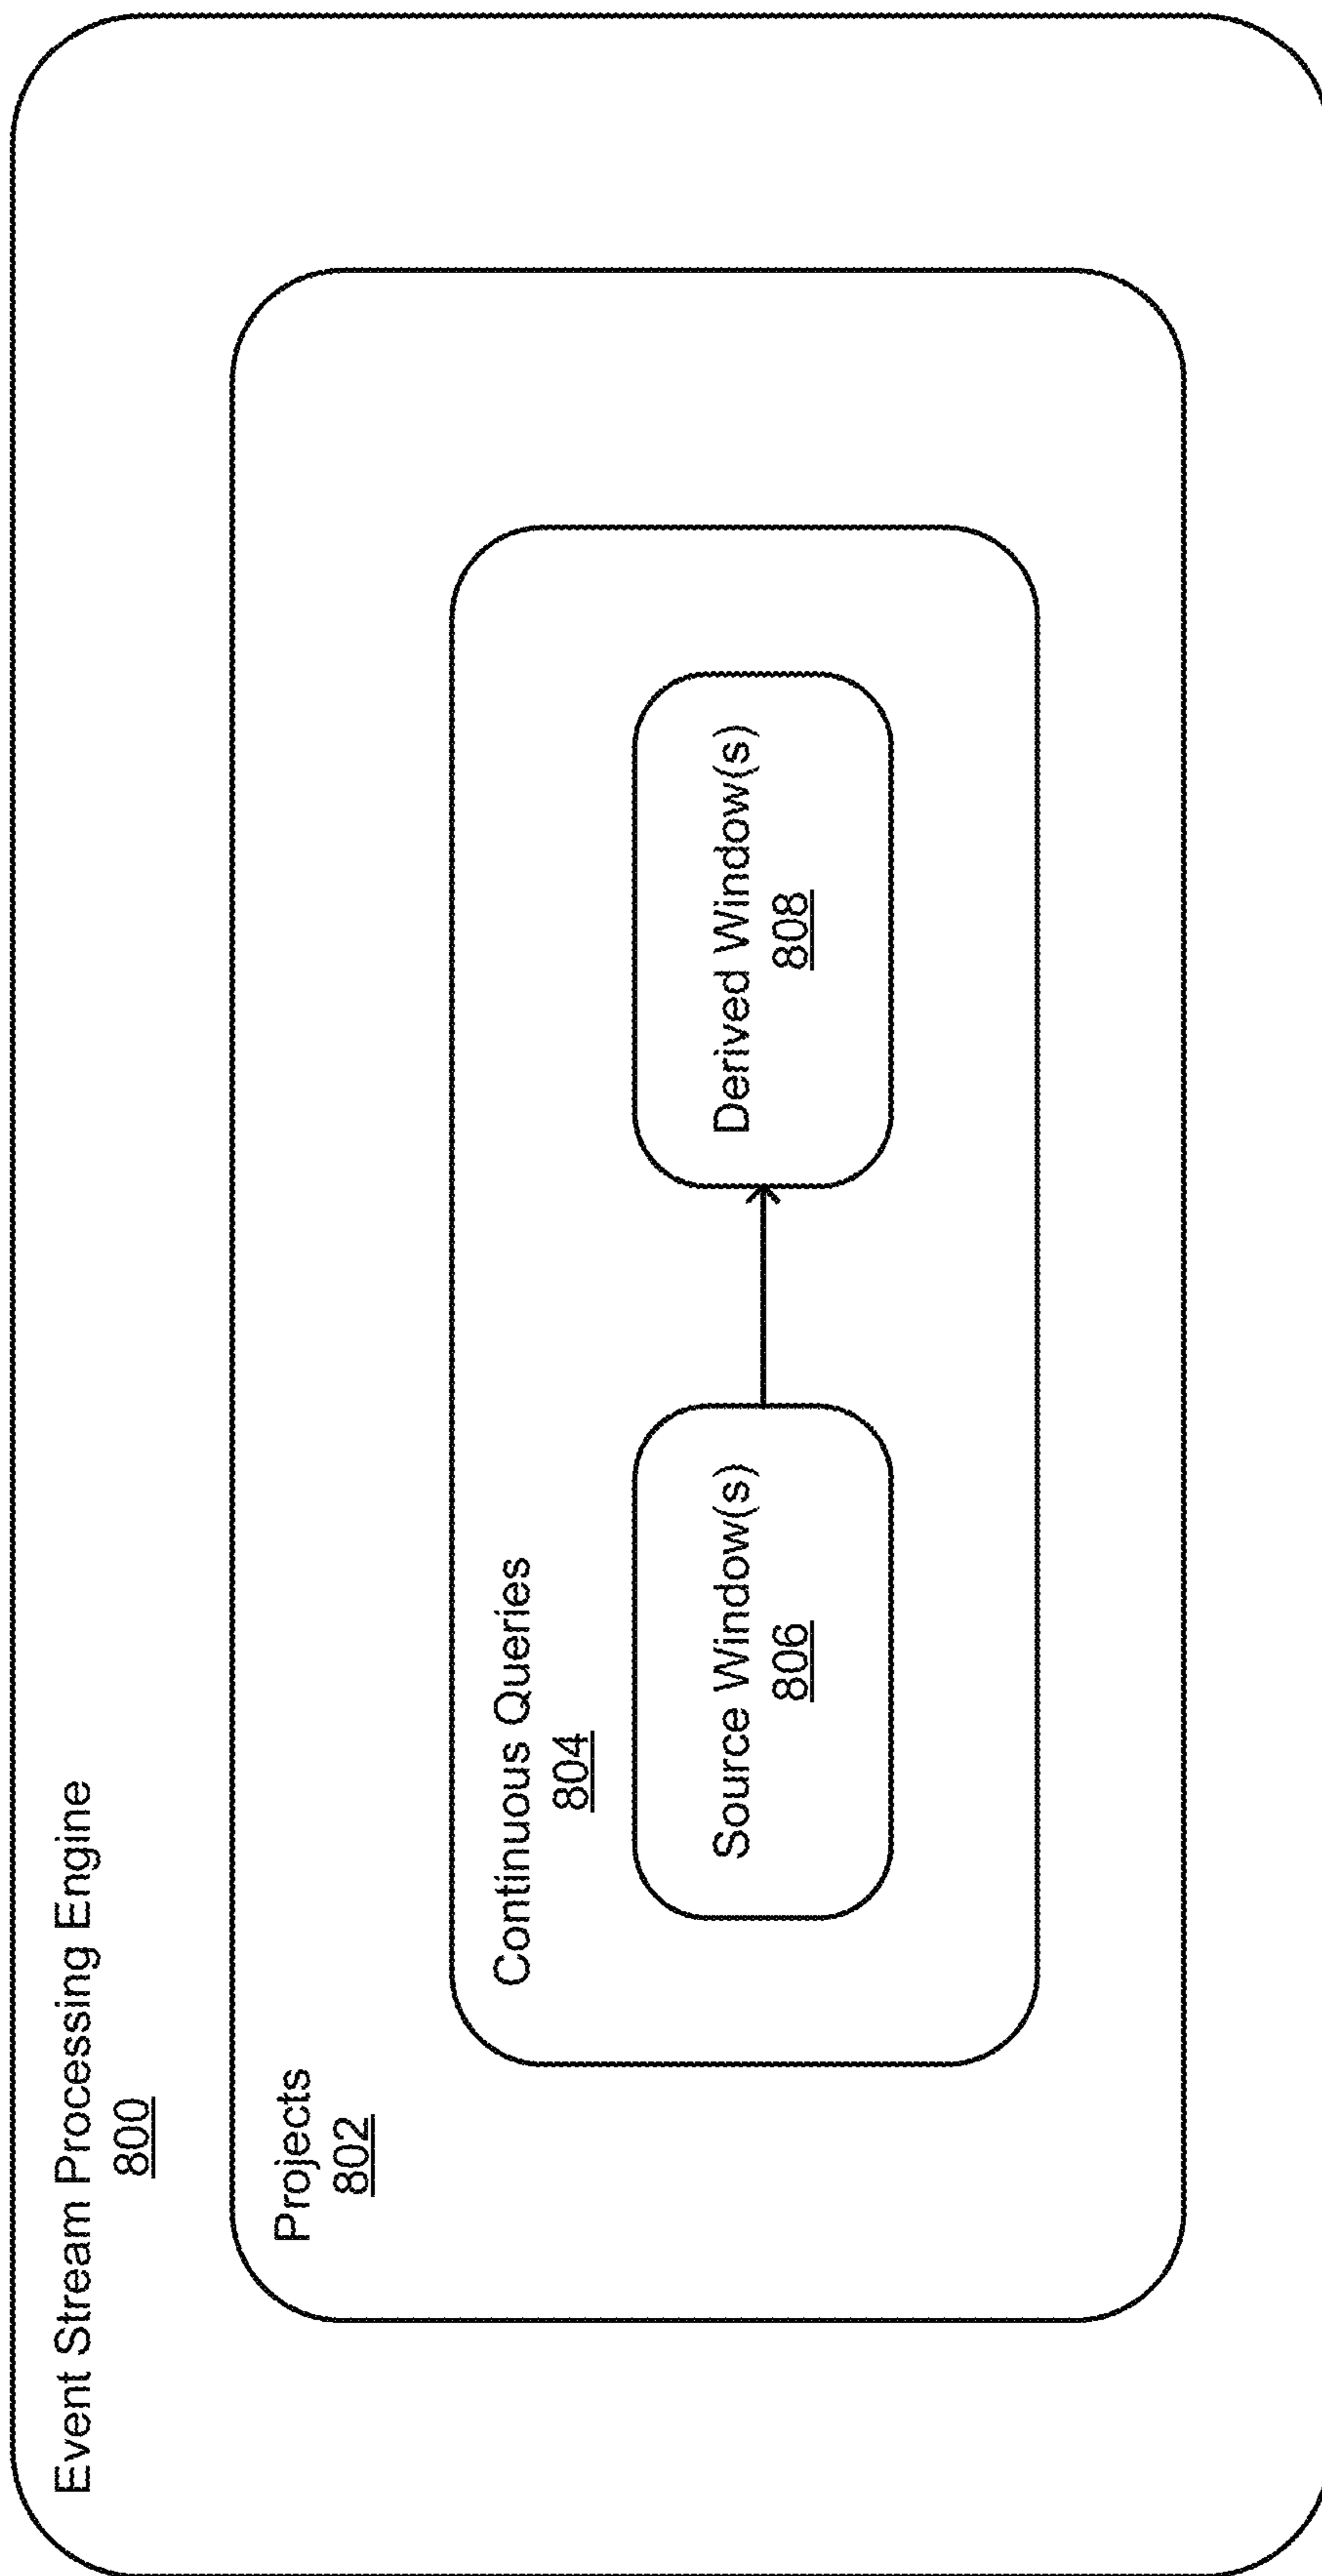 Event Stream Processing Engine
800
Projects
802
Continuous Queries
804
Source Window(s)
806
Derived Window(s)
808